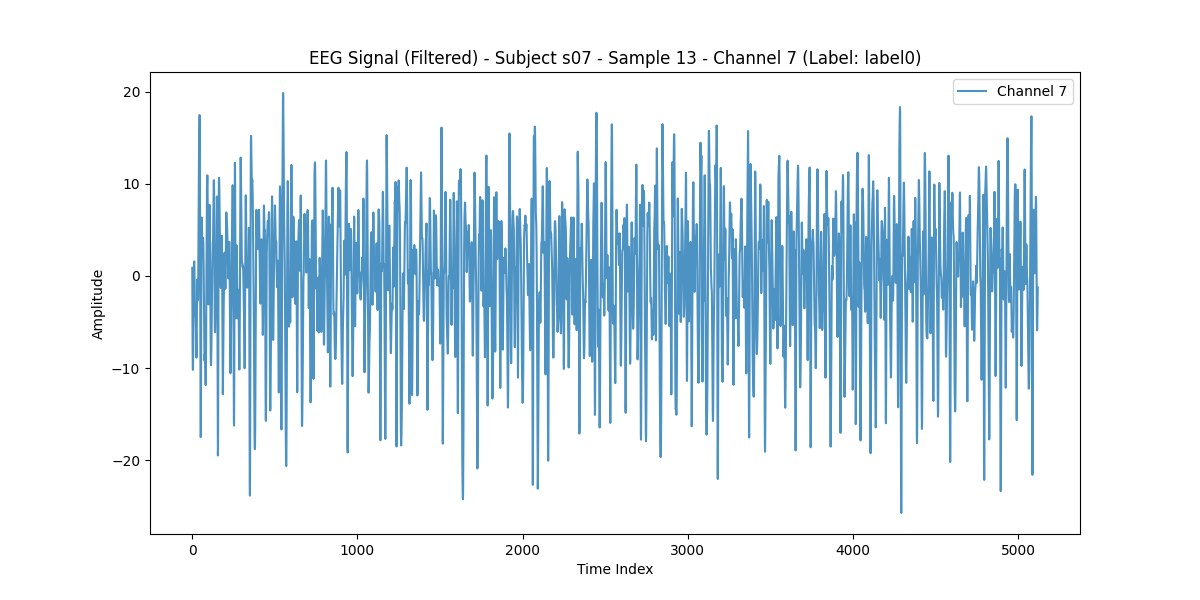 EEG Signal (Filtered) - Subject s07 - Sample 13 - Channel 7 (Label: label0)
Channel 7
20
10
0
−10
−20
Amplitude
0 1000 2000 3000 4000 5000
Time Index